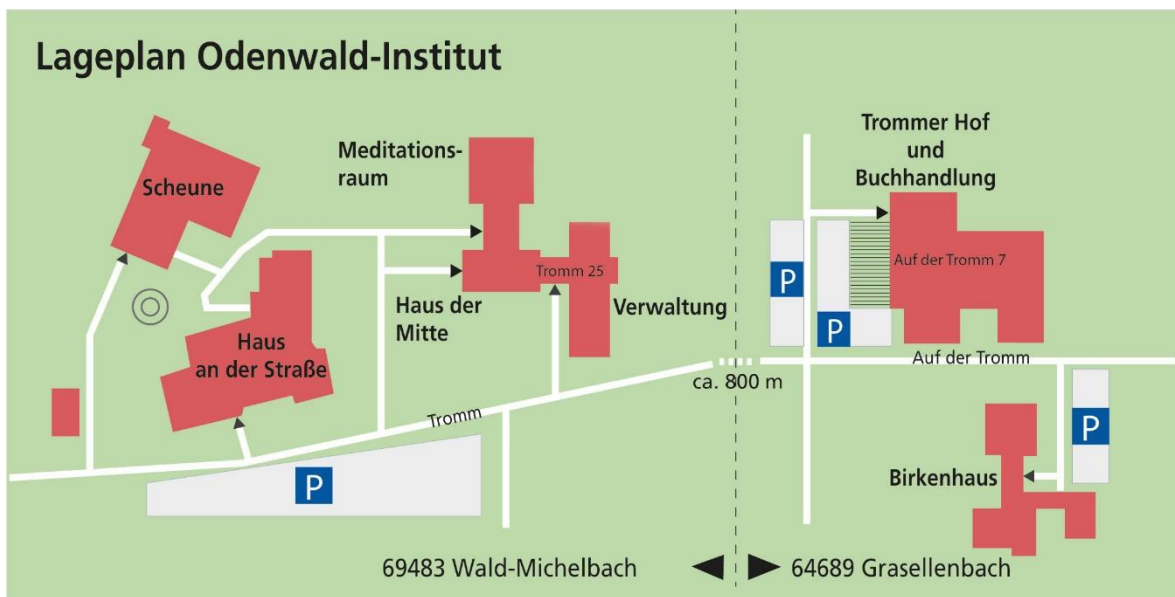 Lageplan Odenwald-Institut
Scheune
Meditations-
raum
Haus
an der Straße
Haus der
Mitte
Tromm 25
Verwaltung
Tromm
P
ca. 800 m
Trommer Hof
und
Buchhandlung
Auf der Tromm 7
P
P
Auf der Tromm
P
Birkenhaus
69483 Wald-Michelbach
64689 Grasellenbach